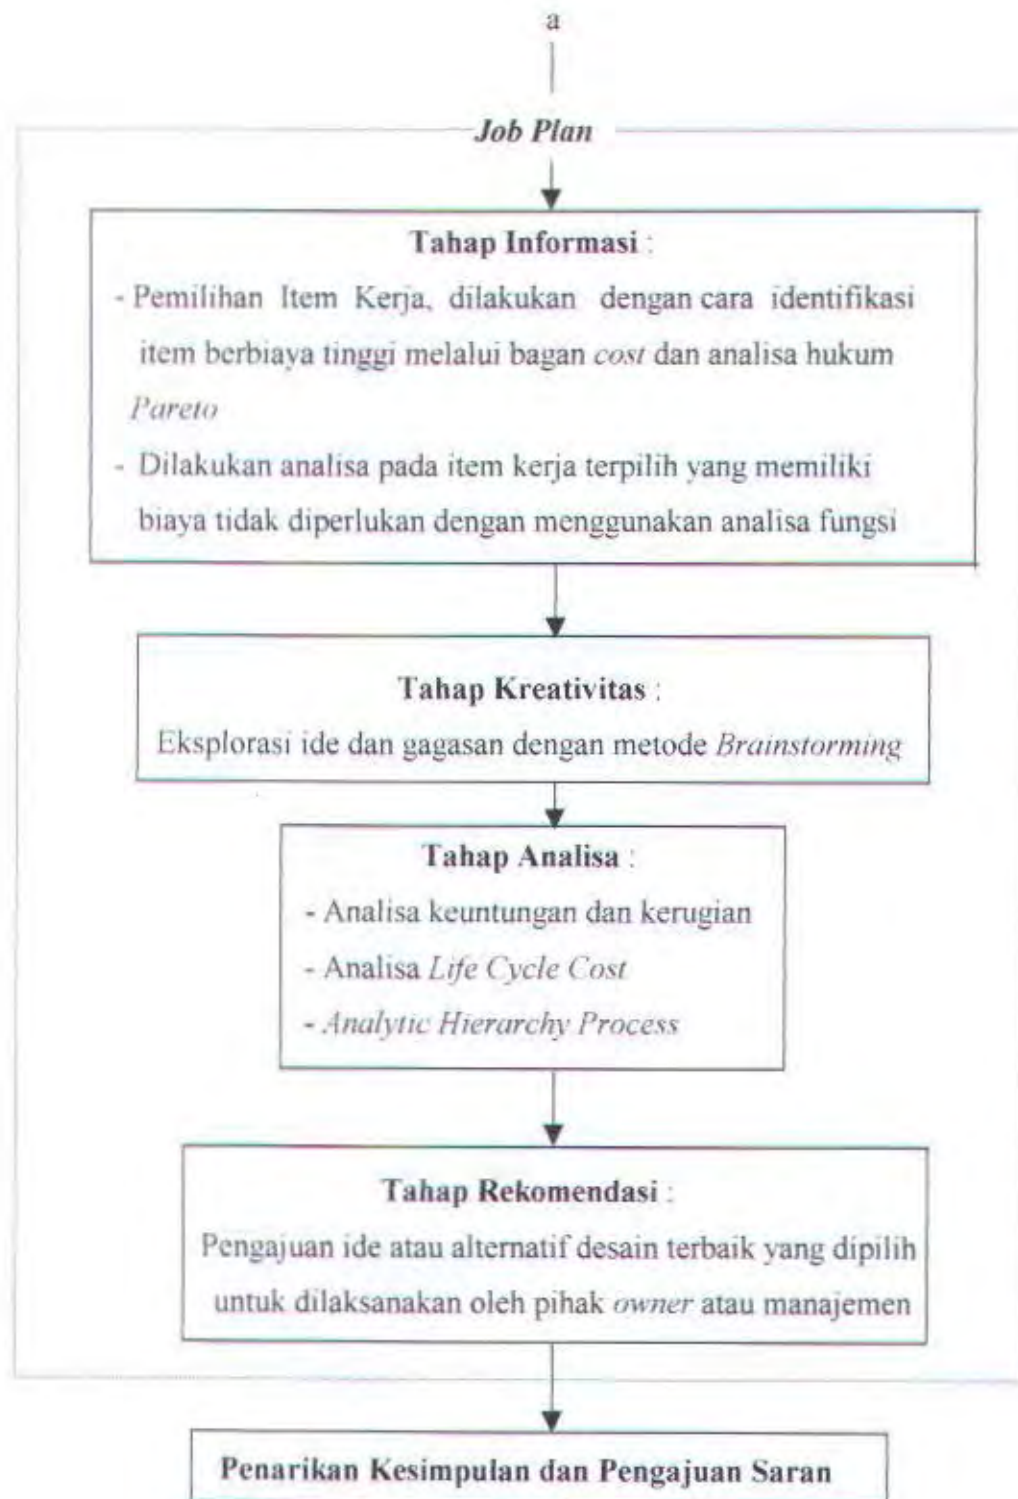 a
Job Plan
Tahap Informasi :
- Pemilihan Item Kerja, dilakukan dengan cara identifikasi
item berbiaya tinggi melalui bagan cost dan analisa hukum
Pareto
- Dilakukan analisa pada item kerja terpilih yang memiliki
biaya tidak diperlukan dengan menggunakan analisa fungsi
Tahap Kreativitas :
Eksplorasi ide dan gagasan dengan metode Brainstorming
Tahap Analisa :
- Analisa keuntungan dan kerugian
- Analisa Life Cycle Cost
- Analytic Hierarchy Process
Tahap Rekomendasi :
Pengajuan ide atau alternatif desain terbaik yang dipilih
untuk dilaksanakan oleh pihak owner atau manajemen
Penarikan Kesimpulan dan Pengajuan Saran